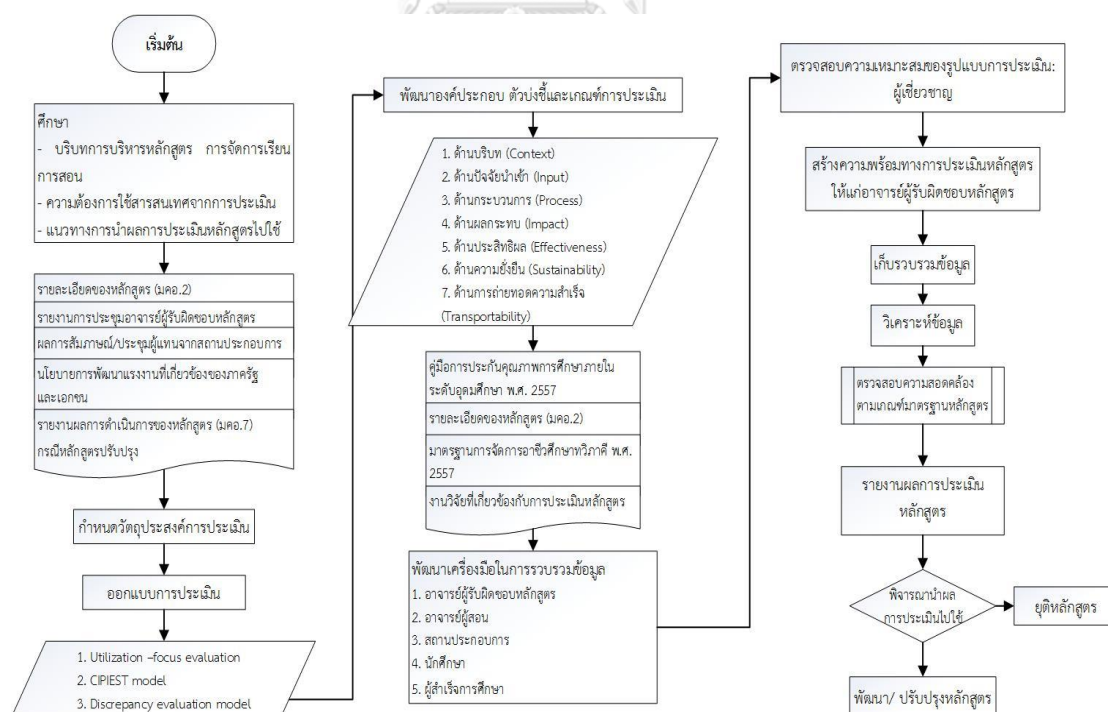 เริ่มต้น
ศึกษา
- บริบทการบริหารหลักสูตร การจัดการเรียน
การสอน
- ความต้องการใช้สารสนเทศจากการประเมิน
- แนวทางการนำผลการประเมินหลักสูตรไปใช้
รายละเอียดของหลักสูตร (มคอ.2)
รายงานการประชุมอาจารย์ผู้รับผิดชอบหลักสูตร
ผลการสัมภาษณ์/ประชุมผู้แทนจากสถานประกอบการ
นโยบายการพัฒนาแรงงานที่เกี่ยวข้องของภาครัฐ
และเอกชน
รายงานผลการดำเนินการของหลักสูตร (มคอ.7)
กรณีหลักสูตรปรับปรุง
กำหนดวัตถุประสงค์การประเมิน
ออกแบบการประเมิน
1. Utilization –focus evaluation
2. CIPIEST model
3. Discrepancy evaluation model
พัฒนาองค์ประกอบ ตัวบ่งชี้และเกณฑ์การประเมิน
1. ด้านบริบท (Context)
2. ด้านปัจจัยนำเข้า (Input)
3. ด้านกระบวนการ (Process)
4. ด้านผลกระทบ (Impact)
5. ด้านประสิทธิผล (Effectiveness)
6. ด้านความยั่งยืน (Sustainability)
7. ด้านการถ่ายทอดความสำเร็จ
(Transportability)
คู่มือการประกันคุณภาพการศึกษาภายใน
ระดับอุดมศึกษา พ.ศ. 2557
รายละเอียดของหลักสูตร (มคอ.2)
มาตรฐานการจัดการอาชีวศึกษาทวิภาคี พ.ศ.
2557
งานวิจัยที่เกี่ยวข้องกับการประเมินหลักสูตร
พัฒนาเครื่องมือในการรวบรวมข้อมูล
1. อาจารย์ผู้รับผิดชอบหลักสูตร
2. อาจารย์ผู้สอน
3. สถานประกอบการ
4. นักศึกษา
5. ผู้สำเร็จการศึกษา
ตรวจสอบความเหมาะสมของรูปแบบการประเมิน:
ผู้เชี่ยวชาญ
สร้างความพร้อมทางการประเมินหลักสูตร
ให้แก่อาจารย์ผู้รับผิดชอบหลักสูตร
เก็บรวบรวมข้อมูล
วิเคราะห์ข้อมูล
ตรวจสอบความสอดคล้อง
ตามเกณฑ์มาตรฐานหลักสูตร
รายงานผลการประเมิน
หลักสูตร
พิจารณานำผล
การประเมินไปใช้
ยุติหลักสูตร
พัฒนา/ ปรับปรุงหลักสูตร